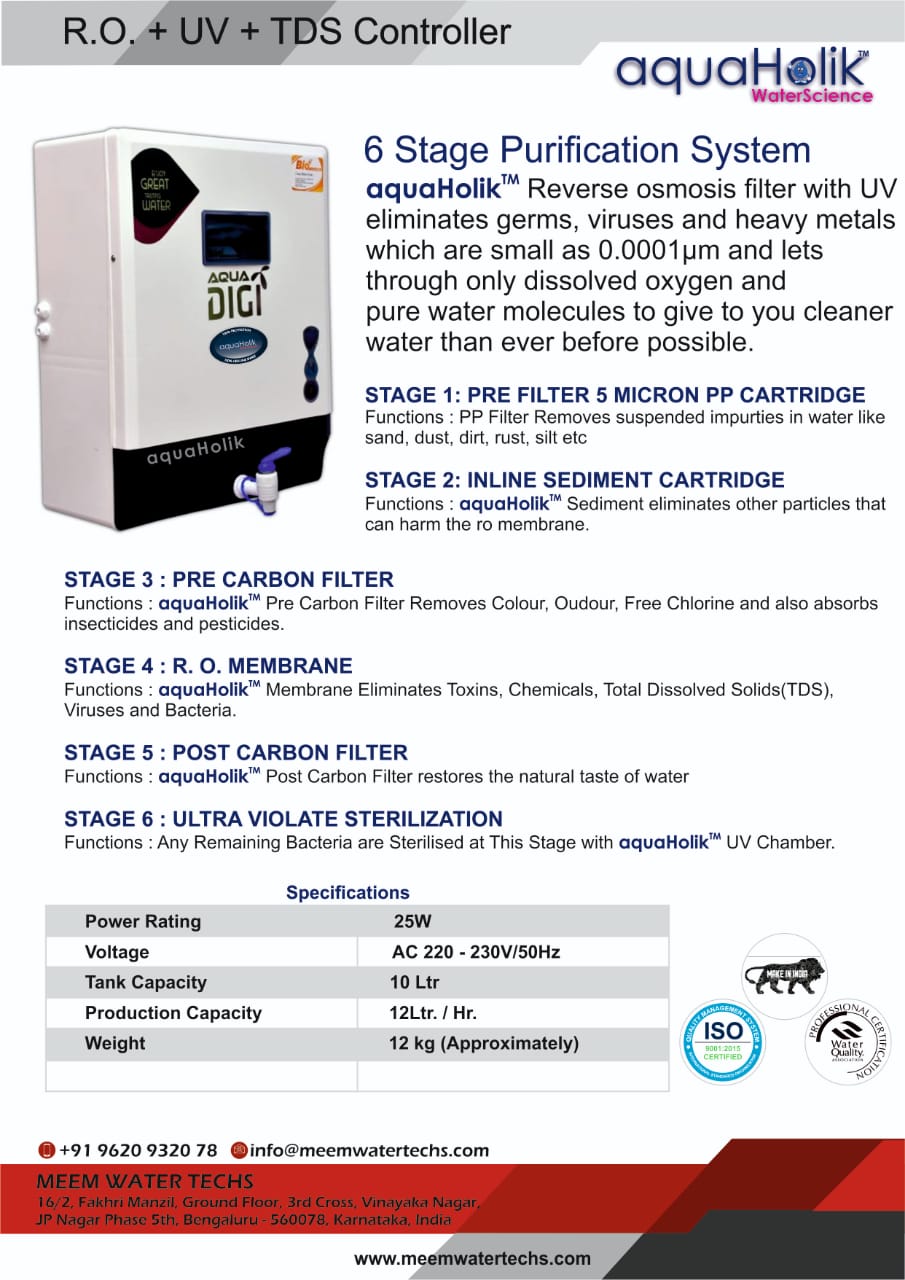 R.O. + UV + TDS Controller
aquaHolik™
WaterScience
6 Stage Purification System
aquaHolik™ Reverse osmosis filter with UV
eliminates germs, viruses and heavy metals
which are small as 0.0001µm and lets
through only dissolved oxygen and
pure water molecules to give to you cleaner
water than ever before possible.
ENJOY
GREAT
TASTING
WATER
Bio
AQUA
DIGI
aquaHolik
aquaHolik
STAGE 1: PRE FILTER 5 MICRON PP CARTRIDGE
Functions : PP Filter Removes suspended impurties in water like
sand, dust, dirt, rust, silt etc
STAGE 2: INLINE SEDIMENT CARTRIDGE
Functions : aquaHolik™ Sediment eliminates other particles that
can harm the ro membrane.
STAGE 3 : PRE CARBON FILTER
Functions : aquaHolik™ Pre Carbon Filter Removes Colour, Oudour, Free Chlorine and also absorbs
insecticides and pesticides.
STAGE 4 : R. O. MEMBRANE
Functions : aquaHolik™ Membrane Eliminates Toxins, Chemicals, Total Dissolved Solids(TDS),
Viruses and Bacteria.
STAGE 5 : POST CARBON FILTER
Functions : aquaHolik™ Post Carbon Filter restores the natural taste of water
STAGE 6 : ULTRA VIOLATE STERILIZATION
Functions : Any Remaining Bacteria are Sterilised at This Stage with aquaHolik™ UV Chamber.
Specifications
Power Rating 25W
Voltage AC 220 - 230V/50Hz
Tank Capacity 10 Ltr
Production Capacity 12Ltr. / Hr.
Weight 12 kg (Approximately)
MAKE IN INDIA
QUALITY MANAGEMENT SYSTEM
ISO
9001:2015
CERTIFIED
PROFESSIONAL CERTIFICATION
Water
Quality
ASSOCIATION
+91 9620 9320 78 info@meemwatertechs.com
MEEM WATER TECHS
16/2, Fakhri Manzil, Ground Floor, 3rd Cross, Vinayaka Nagar,
JP Nagar Phase 5th, Bengaluru - 560078, Karnataka, India
www.meemwatertechs.com